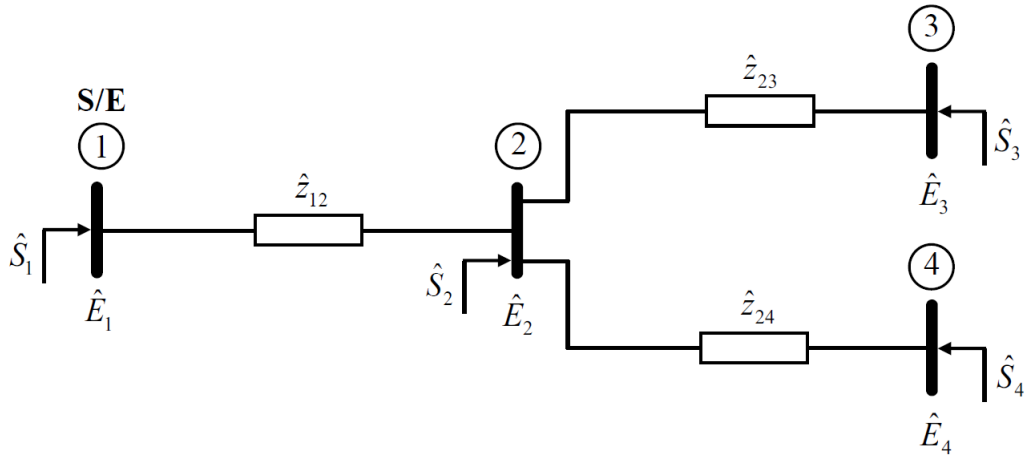 S/E
1
Ŝ₁
Ê₁
ẑ₁₂
2
Ŝ₂
Ê₂
ẑ₂₃
3
Ŝ₃
Ê₃
ẑ₂₄
4
Ŝ₄
Ê₄